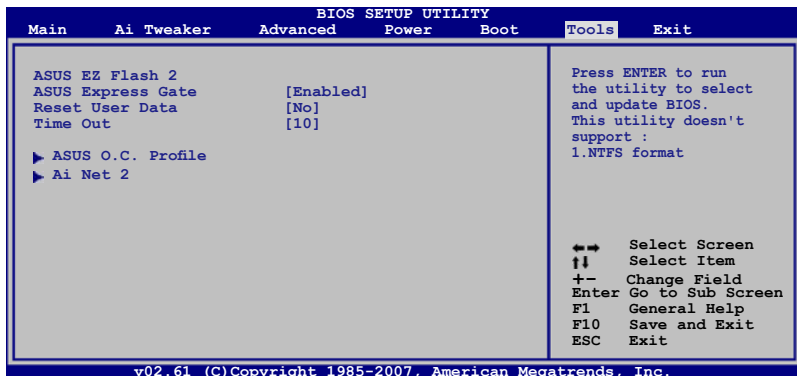 BIOS SETUP UTILITY
Main Ai Tweaker Advanced Power Boot Tools Exit
ASUS EZ Flash 2
ASUS Express Gate [Enabled]
Reset User Data [No]
Time Out [10]
ASUS O.C. Profile
Ai Net 2
Press ENTER to run
the utility to select
and update BIOS.
This utility doesn't
support :
1.NTFS format
Select Screen
Select Item
+- Change Field
Enter Go to Sub Screen
F1 General Help
F10 Save and Exit
ESC Exit
v02.61 (C)Copyright 1985-2007, American Megatrends, Inc.